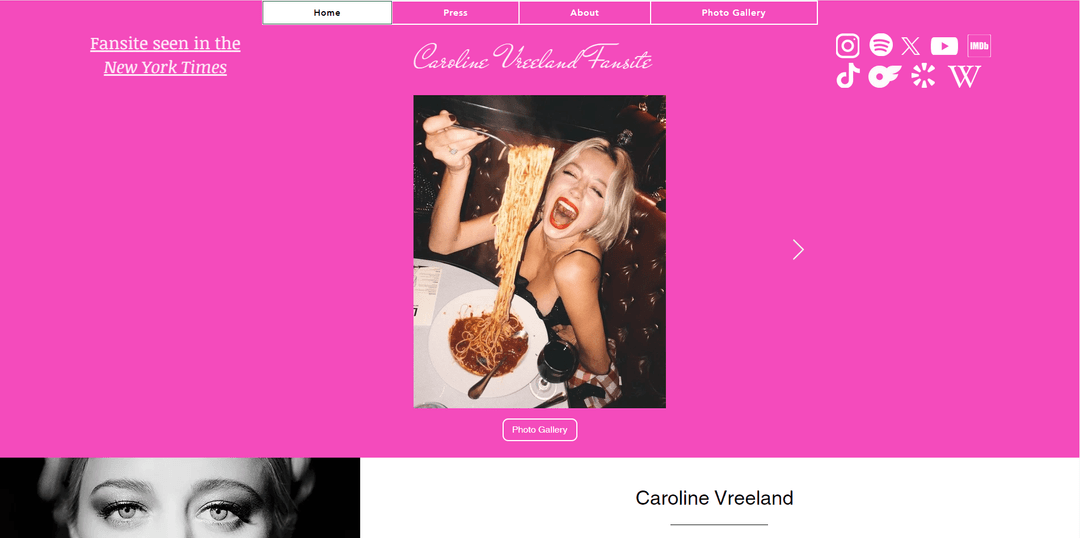 Home
Press
About
Photo Gallery
Fansite seen in the
New York Times
Caroline Vreeland Fansite
IMDb
Photo Gallery
Caroline Vreeland